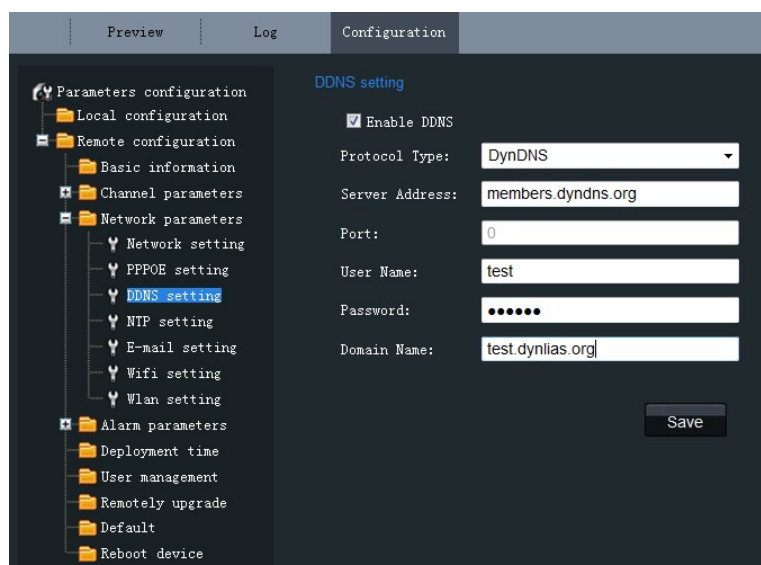 Preview
Log
Configuration
Parameters configuration
Local configuration
Remote configuration
Basic information
Channel parameters
Network parameters
Network setting
PPPOE setting
DDNS setting
NTP setting
E-mail setting
Wifi setting
Wlan setting
Alarm parameters
Deployment time
User management
Remotely upgrade
Default
Reboot device
DDNS setting
Enable DDNS
Protocol Type: DynDNS
Server Address: members.dyndns.org
Port: 0
User Name: test
Password: ●●●●●●
Domain Name: test.dynlias.org
Save